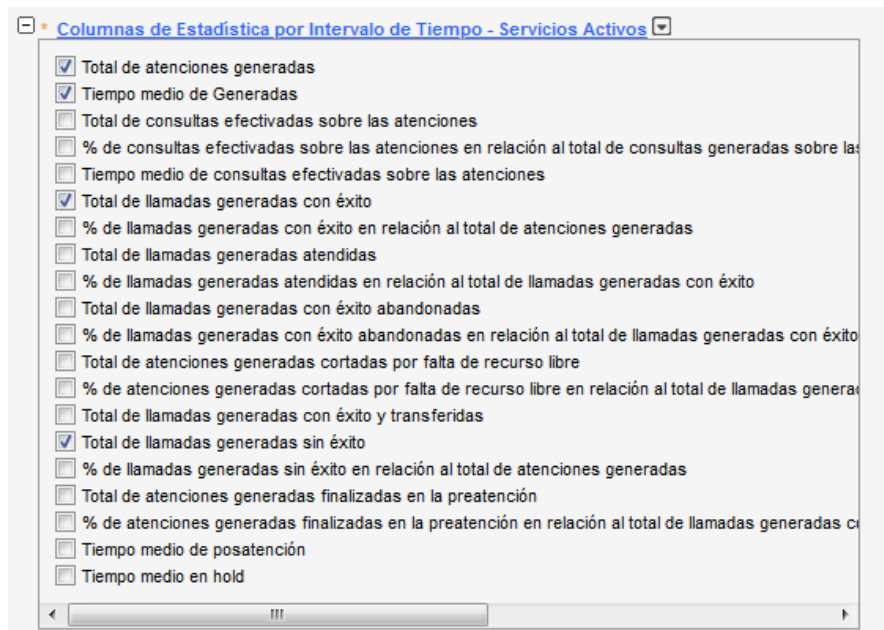 * Columnas de Estadística por Intervalo de Tiempo - Servicios Activos
Total de atenciones generadas
Tiempo medio de Generadas
Total de consultas efectivadas sobre las atenciones
% de consultas efectivadas sobre las atenciones en relación al total de consultas generadas sobre las
Tiempo medio de consultas efectivadas sobre las atenciones
Total de llamadas generadas con éxito
% de llamadas generadas con éxito en relación al total de atenciones generadas
Total de llamadas generadas atendidas
% de llamadas generadas atendidas en relación al total de llamadas generadas con éxito
Total de llamadas generadas con éxito abandonadas
% de llamadas generadas con éxito abandonadas en relación al total de llamadas generadas con éxito
Total de atenciones generadas cortadas por falta de recurso libre
% de atenciones generadas cortadas por falta de recurso libre en relación al total de llamadas
Total de llamadas generadas con éxito y transferidas
Total de llamadas generadas sin éxito
% de llamadas generadas sin éxito en relación al total de atenciones generadas
Total de atenciones generadas finalizadas en la preatención
% de atenciones generadas finalizadas en la preatención en relación al total de llamadas generadas
Tiempo medio de posatención
Tiempo medio en hold